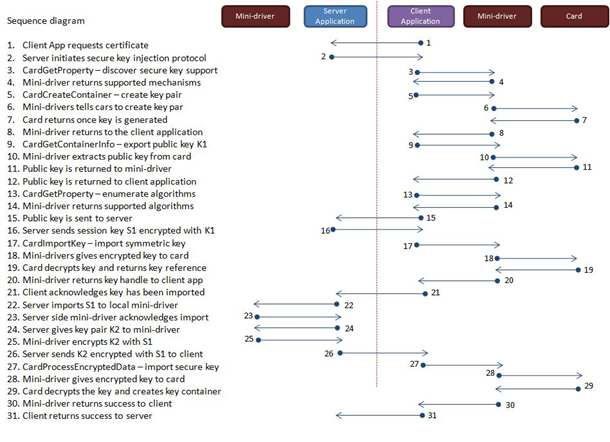 Sequence diagram
Mini-driver
Server Application
Client Application
Mini-driver
Card
1. Client App requests certificate
2. Server initiates secure key injection protocol
3. CardGetProperty – discover secure key support
4. Mini-driver returns supported mechanisms
5. CardCreateContainer – create key pair
6. Mini-drivers tells cars to create key par
7. Card returns once key is generated
8. Mini-driver returns to the client application
9. CardGetContainerInfo – export public key K1
10. Mini-driver extracts public key from card
11. Public key is returned to mini-driver
12. Public key is returned to client application
13. CardGetProperty – enumerate algorithms
14. Mini-driver returns supported algorithms
15. Public key is sent to server
16. Server sends session key S1 encrypted with K1
17. CardImportKey – import symmetric key
18. Mini-driver gives encrypted key to card
19. Card decrypts key and returns key reference
20. Mini-driver returns key handle to client app
21. Client acknowledges key has been imported
22. Server imports S1 to local mini-driver
23. Server side mini-driver acknowledges import
24. Server gives key pair K2 to mini-driver
25. Mini-driver encrypts K2 with S1
26. Server sends K2 encrypted with S1 to client
27. CardProcessEncryptedData – import secure key
28. Mini-driver gives encrypted key to card
29. Card decrypts the key and creates key container
30. Mini-driver returns success to client
31. Client returns success to server
1
2
3
4
5
6
7
8
9
10
11
12
13
14
15
16
17
18
19
20
21
22
23
24
25
26
27
28
29
30
31